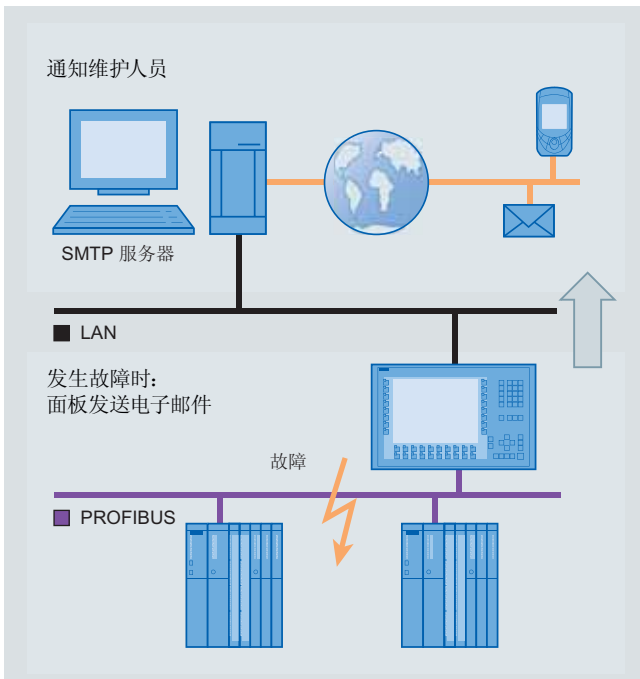 通知维护人员
SMTP 服务器
LAN
发生故障时:
面板发送电子邮件
故障
PROFIBUS